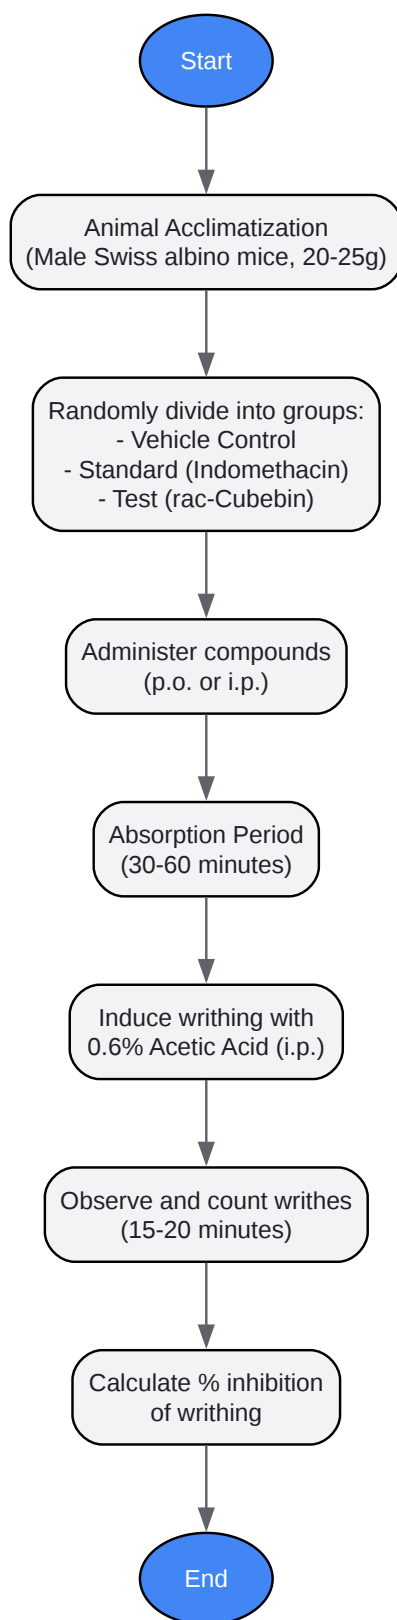 Start
Animal Acclimatization
(Male Swiss albino mice, 20-25g)
Randomly divide into groups:
- Vehicle Control
- Standard (Indomethacin)
- Test (rac-Cubebin)
Administer compounds
(p.o. or i.p.)
Absorption Period
(30-60 minutes)
Induce writhing with
0.6% Acetic Acid (i.p.)
Observe and count writhes
(15-20 minutes)
Calculate % inhibition
of writhing
End